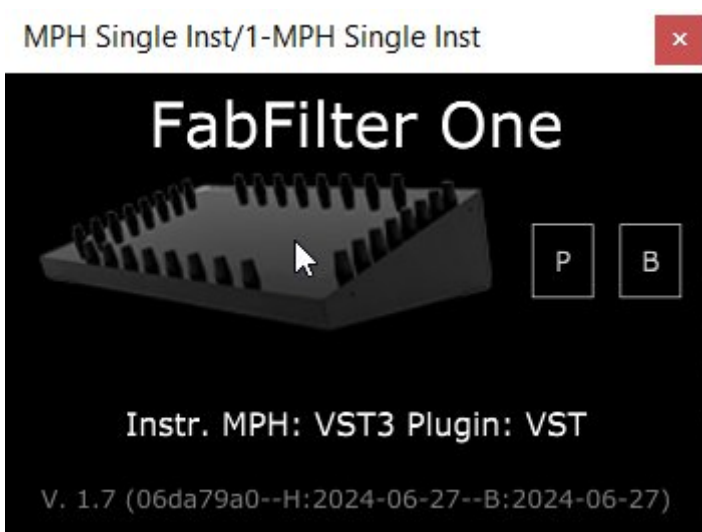 MPH Single Inst/1-MPH Single Inst
×
FabFilter One
P B
Instr. MPH: VST3 Plugin: VST
V. 1.7 (06da79a0--H:2024-06-27--B:2024-06-27)